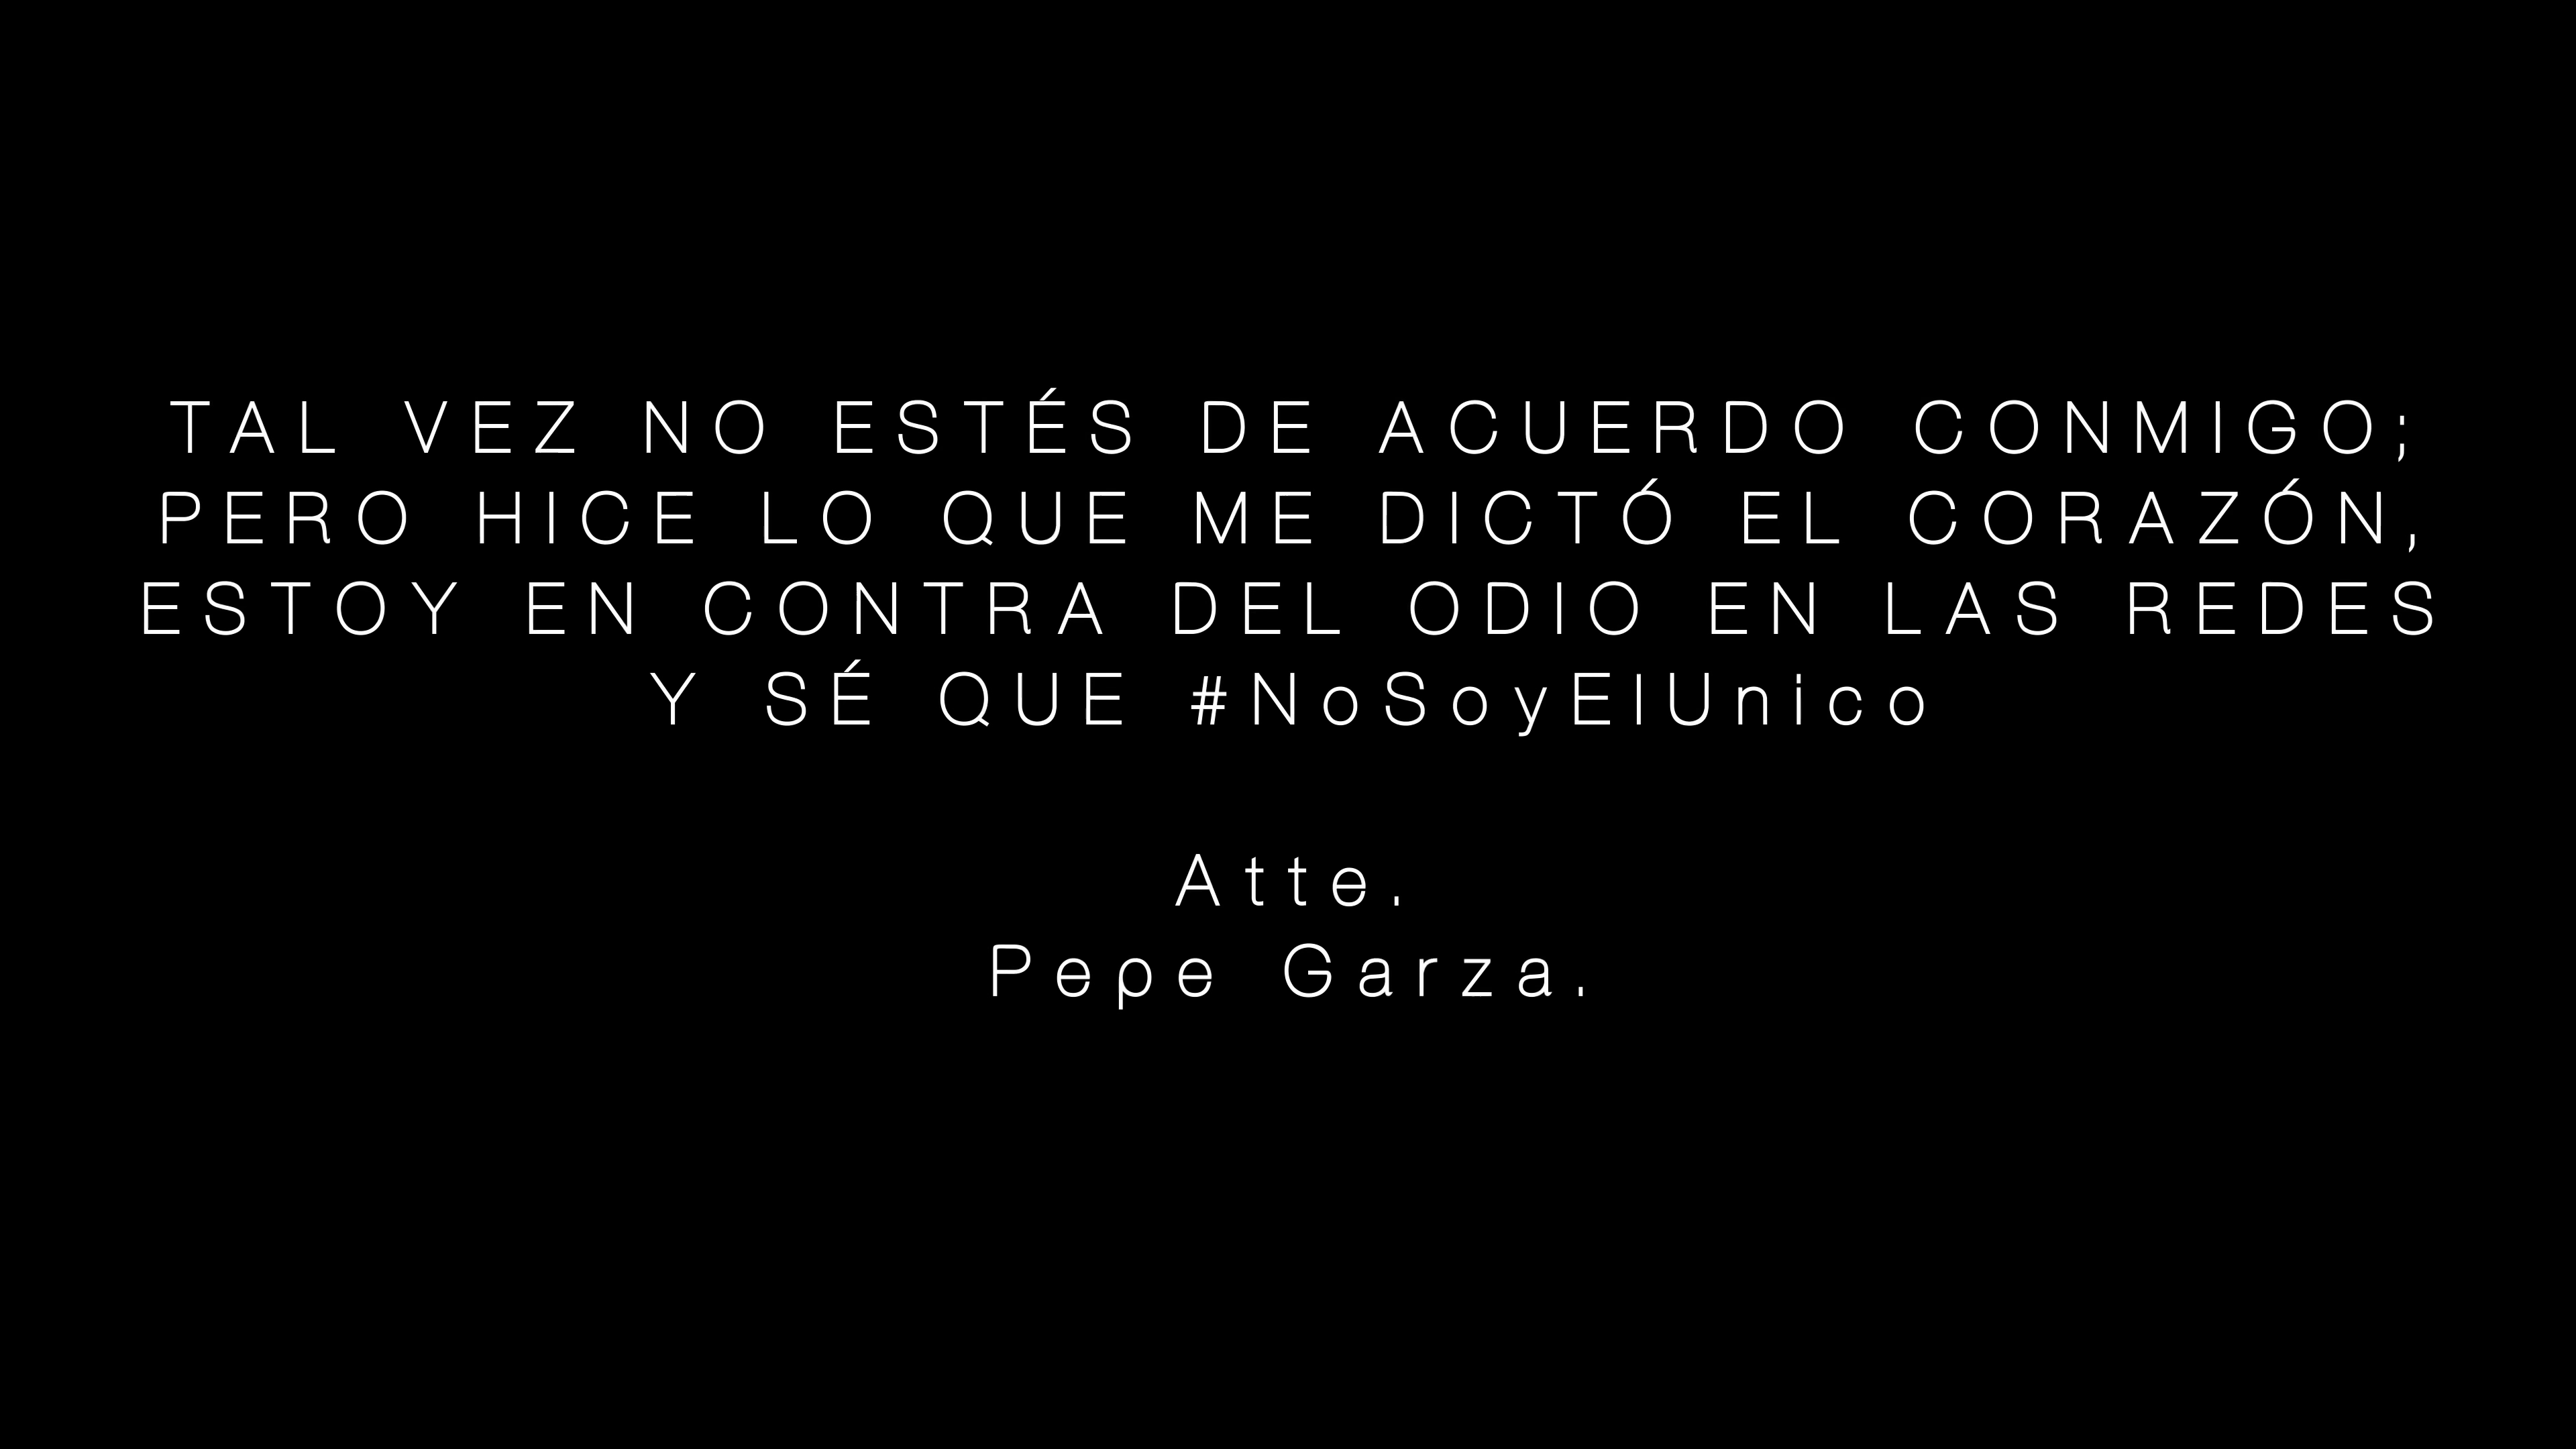 TAL VEZ NO ESTÉS DE ACUERDO CONMIGO;
PERO HICE LO QUE ME DICTÓ EL CORAZÓN,
ESTOY EN CONTRA DEL ODIO EN LAS REDES
Y SÉ QUE #NoSoyElUnico
Atte.
Pepe Garza.